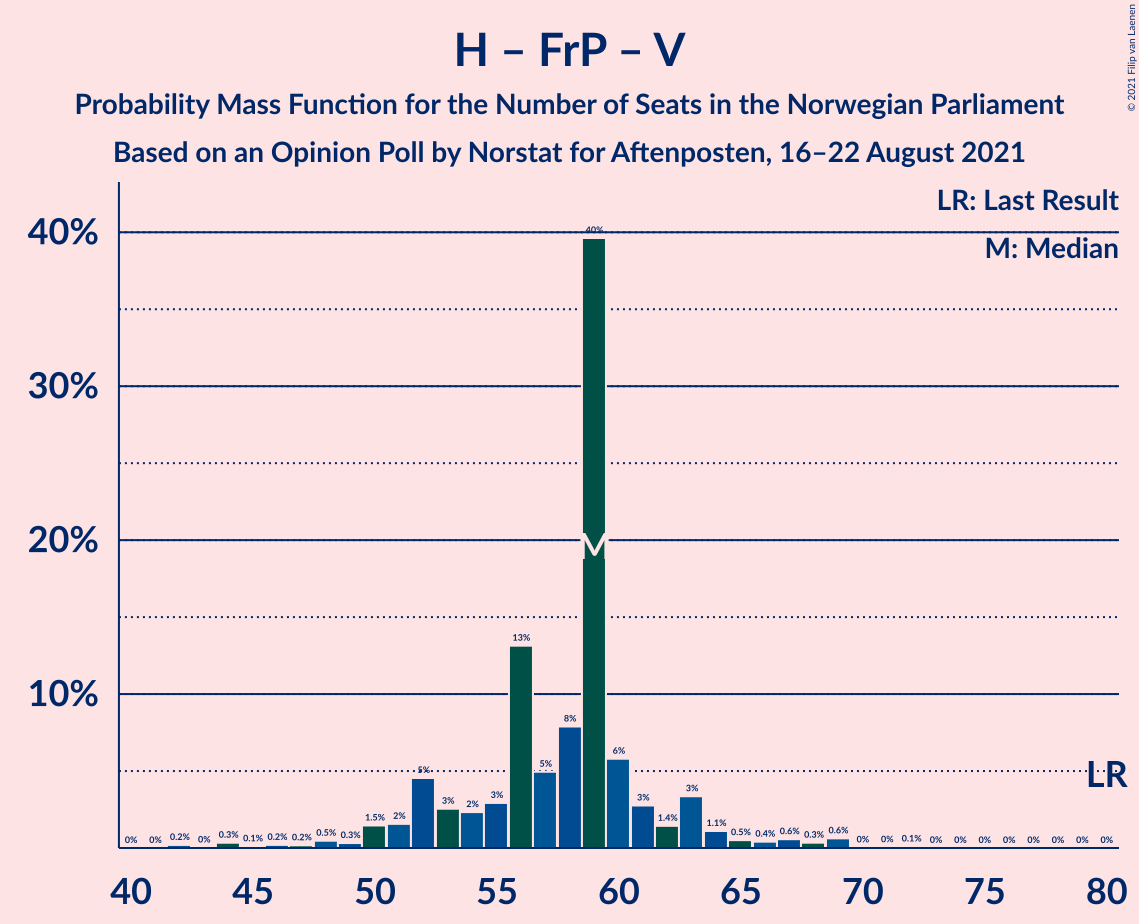 H – FrP – V
Probability Mass Function for the Number of Seats in the Norwegian Parliament
Based on an Opinion Poll by Norstat for Aftenposten, 16–22 August 2021
© 2021 Filip van Laenen
LR: Last Result
M: Median
40%
30%
20%
10%
0% 0% 0.2% 0% 0.3% 0.1% 0.2% 0.2% 0.5% 0.3% 1.5% 2% 5% 3% 2% 3% 13% 5% 8% 40% 6% 3% 1.4% 3% 1.1% 0.5% 0.4% 0.6% 0.3% 0.6% 0% 0% 0.1% 0% 0% 0% 0% 0% 0% 0% 0%
M
LR
40 45 50 55 60 65 70 75 80